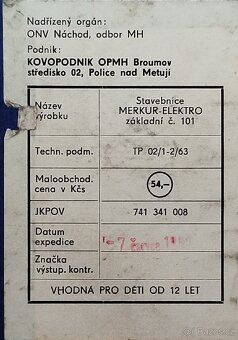 Nadřízený orgán:
ONV Náchod, odbor MH
Podnik:
KOVOPODNIK OPMH Broumov
středisko 02, Police nad Metují
Název výrobku
Stavebnice
MERKUR-ELEKTRO
základní č. 101
Techn. podm.
TP 02/1-2/63
Maloobchod.
cena v Kčs
54,—
JKPOV
741 341 008
Datum
expedice
Značka
výstup. kontr.
VHODNÁ PRO DĚTI OD 12 LET